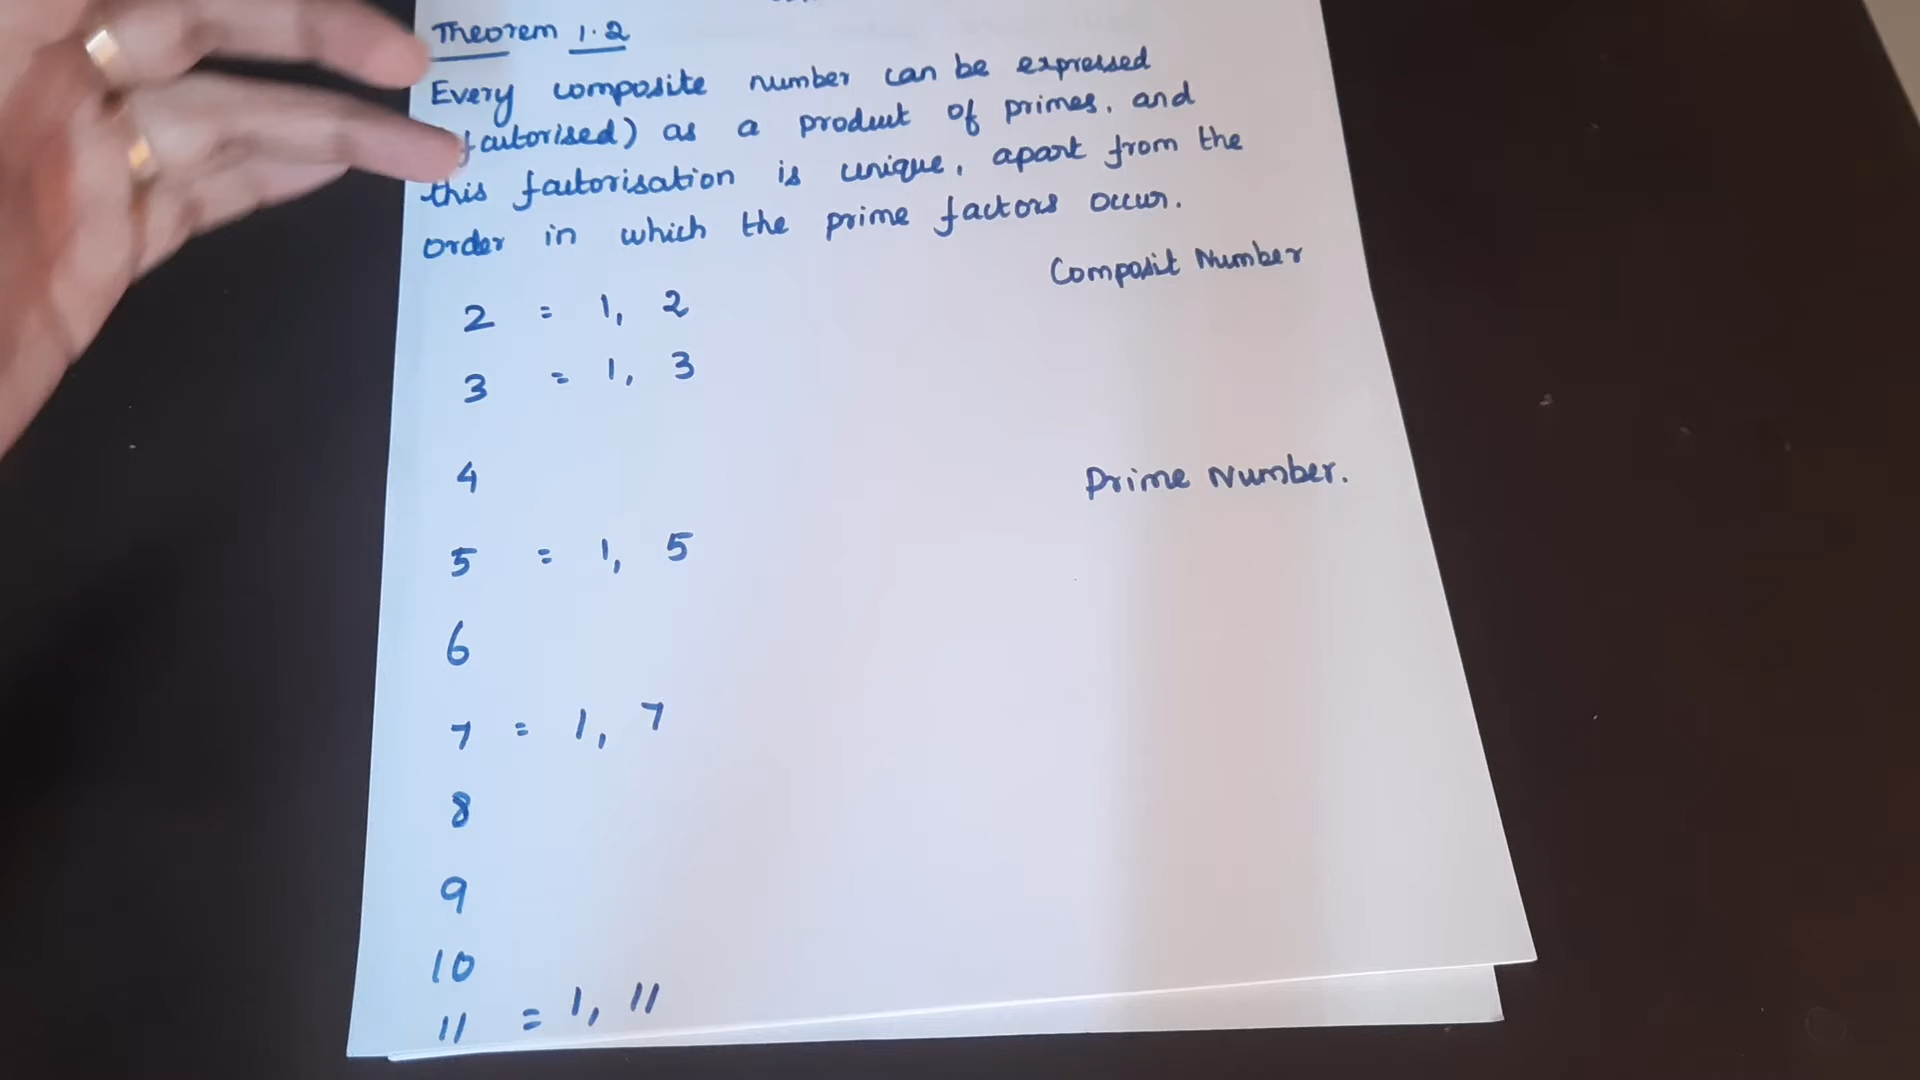 Theorem 1.2
Every composite number can be expressed
factorised) as a product of primes, and
this factorisation is unique, apart from the
order in which the prime factors occur.
Composit Number
2 = 1, 2
3 = 1, 3
4
Prime Number.
5 = 1, 5
6
7 = 1, 7
8
9
10
11 = 1, 11